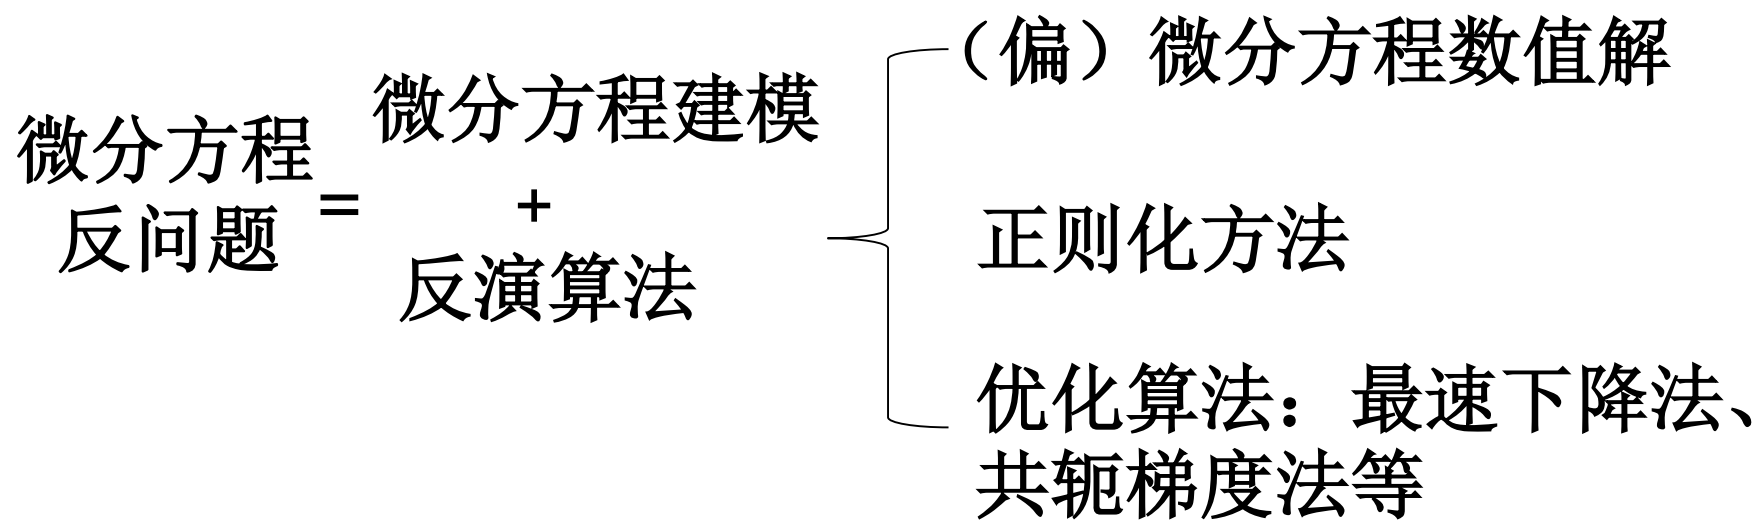 微分方程
反问题
=
微分方程建模
+
反演算法
（偏）微分方程数值解
正则化方法
优化算法：最速下降法、
共轭梯度法等